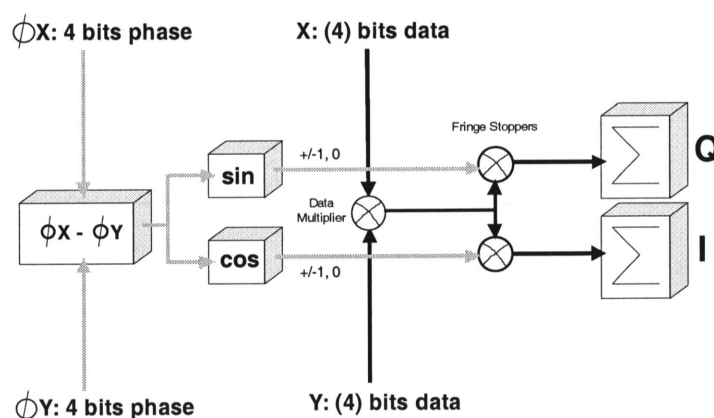 ϕX: 4 bits phase
X: (4) bits data
Fringe Stoppers
+/-1, 0
sin
Σ
Q
Data
Multiplier
ϕX - ϕY
cos
+/-1, 0
Σ
I
ϕY: 4 bits phase
Y: (4) bits data